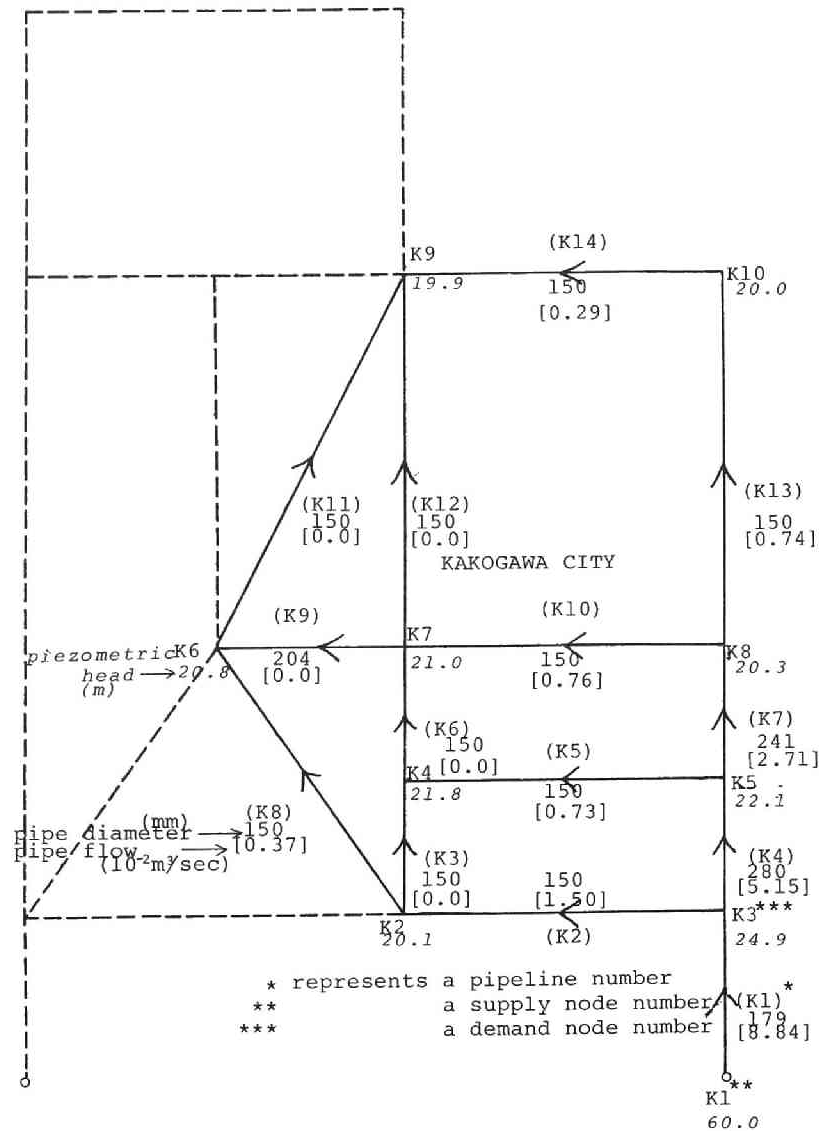 (K14)
K9
K10
19.9
150
20.0
[0.29]
(K13)
(K11)
(K12)
150
150
150
[0.74]
[0.0]
[0.0]
KAKOGAWA CITY
(K10)
(K9)
K7
piezometric K6
K8
204
21.0
150
20.3
head → 20.8
[0.0]
[0.76]
(m)
(K7)
(K6)
150
241
(K5)
[2.71]
K4
[0.0]
K5
21.8
150
22.1
[0.73]
(K8)
(mm)
pipe diameter → 150
pipe flow → [0.37]
(10⁻²m³/sec)
(K3)
(K4)
150
150
280
[0.0]
[1.50]
[5.15]
K3***
K2
20.1
(K2)
24.9
* represents a pipeline number
*
** a supply node number
(K1)
*** a demand node number
179
[8.84]
**
K1
60.0